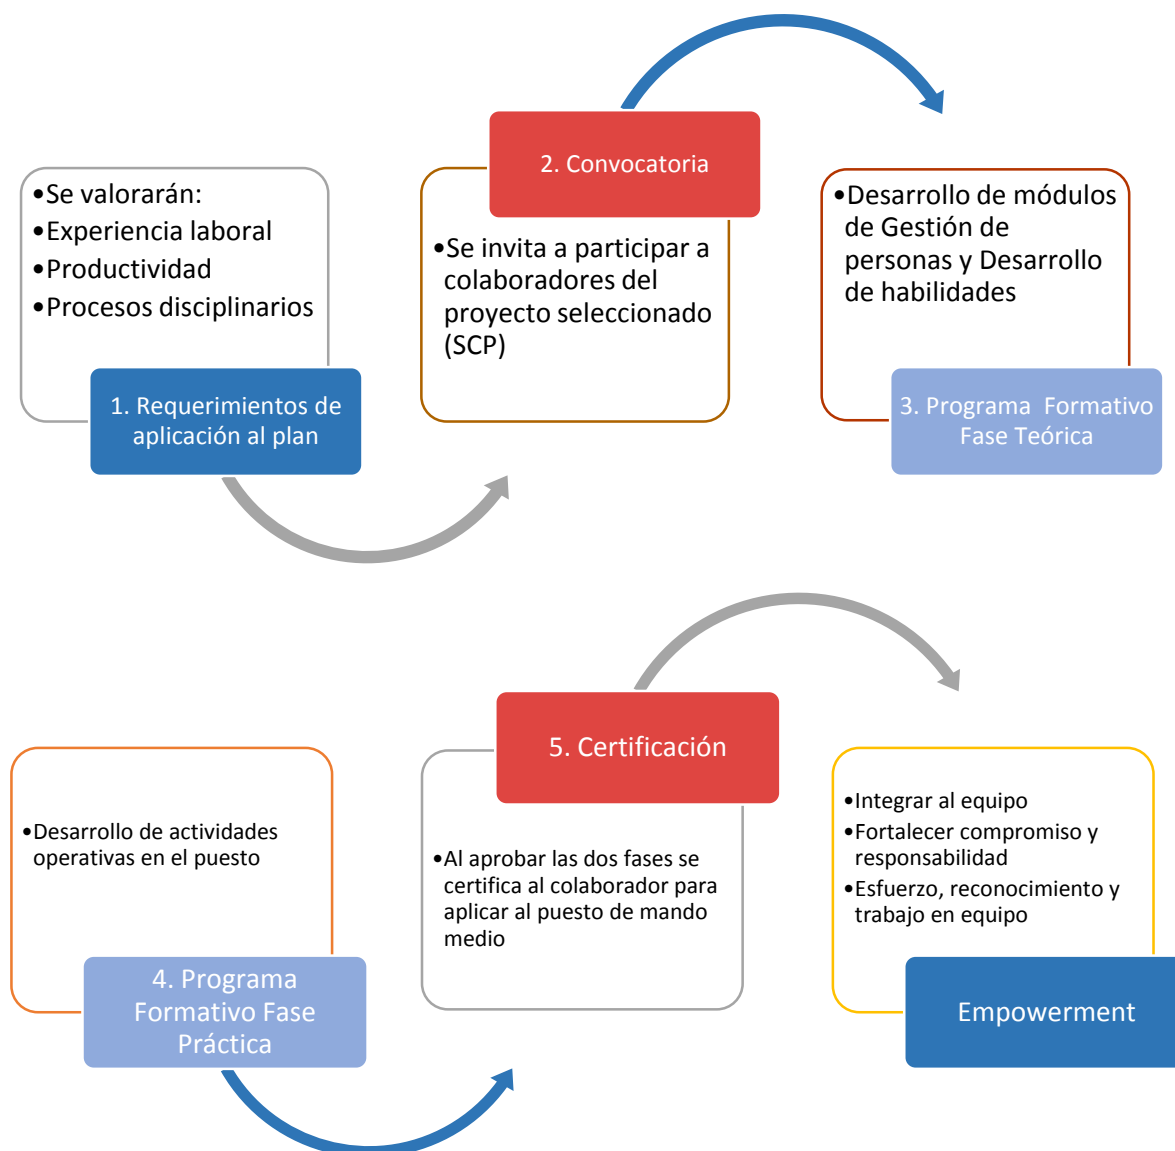 •Se valorarán:
•Experiencia laboral
•Productividad
•Procesos disciplinarios
1. Requerimientos de
aplicación al plan
2. Convocatoria
•Se invita a participar a
colaboradores del
proyecto seleccionado
(SCP)
•Desarrollo de módulos
de Gestión de
personas y Desarrollo
de habilidades
3. Programa  Formativo
Fase Teórica
•Desarrollo de actividades
operativas en el puesto
4. Programa
Formativo Fase
Práctica
5. Certificación
•Al aprobar las dos fases se
certifica al colaborador para
aplicar al puesto de mando
medio
•Integrar al equipo
•Fortalecer compromiso y
responsabilidad
•Esfuerzo, reconocimiento y
trabajo en equipo
Empowerment